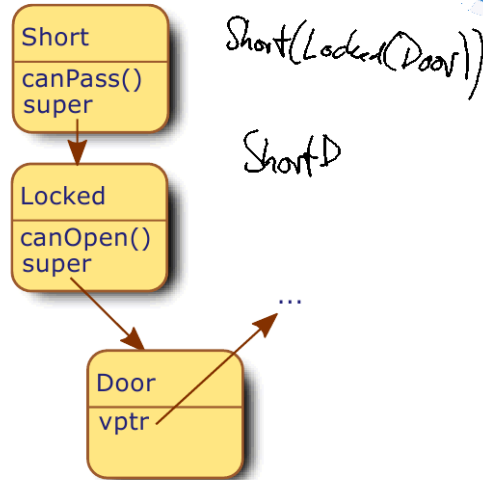 Short
canPass()
super
Short(Locked(Door))
ShortD
Locked
canOpen()
super
...
Door
vptr